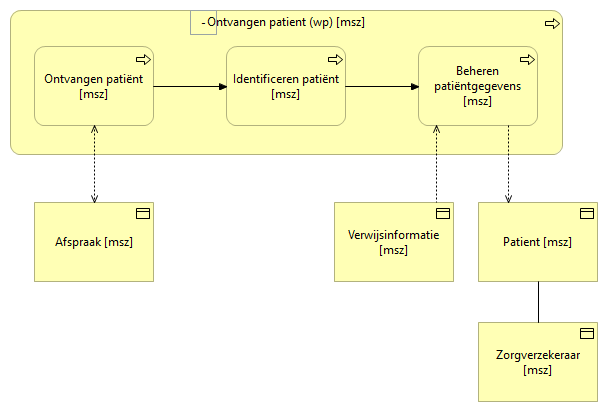 - Ontvangen patient (wp) [msz]
Ontvangen patiënt
[msz]
Identificeren patiënt
[msz]
Beheren
patiëntgegevens
[msz]
Afspraak [msz]
Verwijsinformatie
[msz]
Patient [msz]
Zorgverzekeraar
[msz]